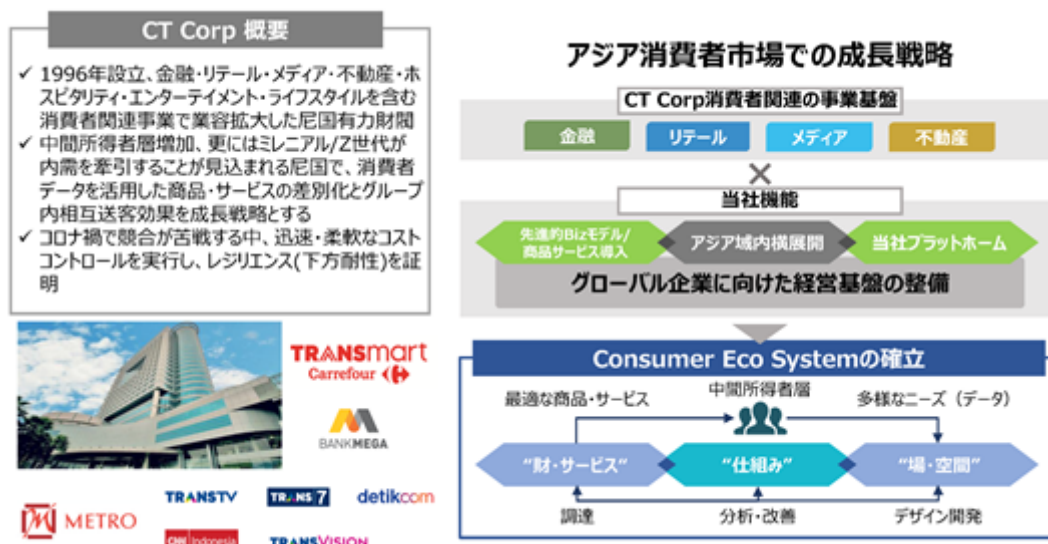 CT Corp 概要
✓ 1996年設立、金融・リテール・メディア・不動産・ホ
スピタリティ・エンターテイメント・ライフスタイルを含む
消費者関連事業で業容拡大した尼国有力財閥
✓ 中間所得者層増加、更にはミレニアル/Z世代が
内需を牽引することが見込まれる尼国で、消費者
データを活用した商品・サービスの差別化とグループ
内相互送客効果を成長戦略とする
✓ コロナ禍で競合が苦戦する中、迅速・柔軟なコスト
コントロールを実行し、レジリエンス(下方耐性)を証
明
TRANSmart
Carrefour
BANKMEGA
METRO
TRANSTV
TRANS7
detikcom
CNN Indonesia
TRANSVISION
アジア消費者市場での成長戦略
CT Corp消費者関連の事業基盤
金融
リテール
メディア
不動産
×
当社機能
先進的Bizモデル/
商品サービス導入
アジア域内横展開
当社プラットホーム
グローバル企業に向けた経営基盤の整備
Consumer Eco Systemの確立
最適な商品・サービス
中間所得者層
多様なニーズ（データ）
“財・サービス”
“仕組み”
“場・空間”
調達
分析・改善
デザイン開発